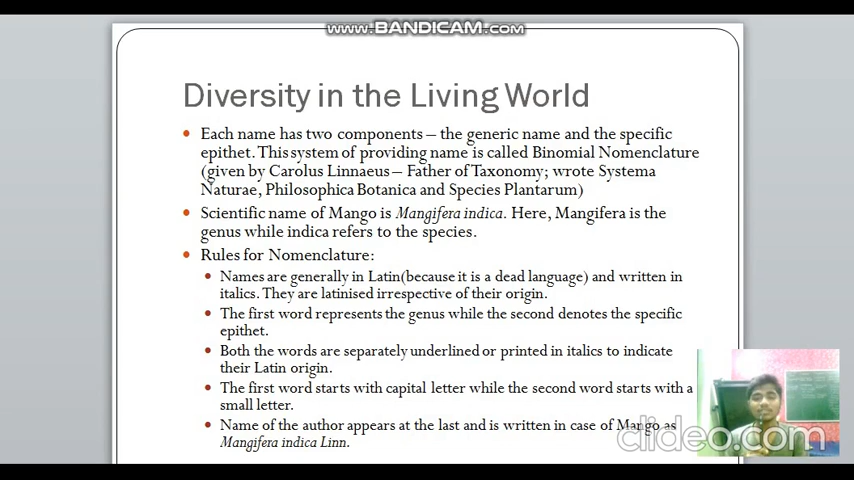 www.BANDICAM.com
Diversity in the Living World
Each name has two components – the generic name and the specific
epithet. This system of providing name is called Binomial Nomenclature
(given by Carolus Linnaeus – Father of Taxonomy; wrote Systema
Naturae, Philosophica Botanica and Species Plantarum)
Scientific name of Mango is Mangifera indica. Here, Mangifera is the
genus while indica refers to the species.
Rules for Nomenclature:
Names are generally in Latin(because it is a dead language) and written in
italics. They are latinised irrespective of their origin.
The first word represents the genus while the second denotes the specific
epithet.
Both the words are separately underlined or printed in italics to indicate
their Latin origin.
The first word starts with capital letter while the second word starts with a
small letter.
Name of the author appears at the last and is written in case of Mango as
Mangifera indica Linn.
clideo.com